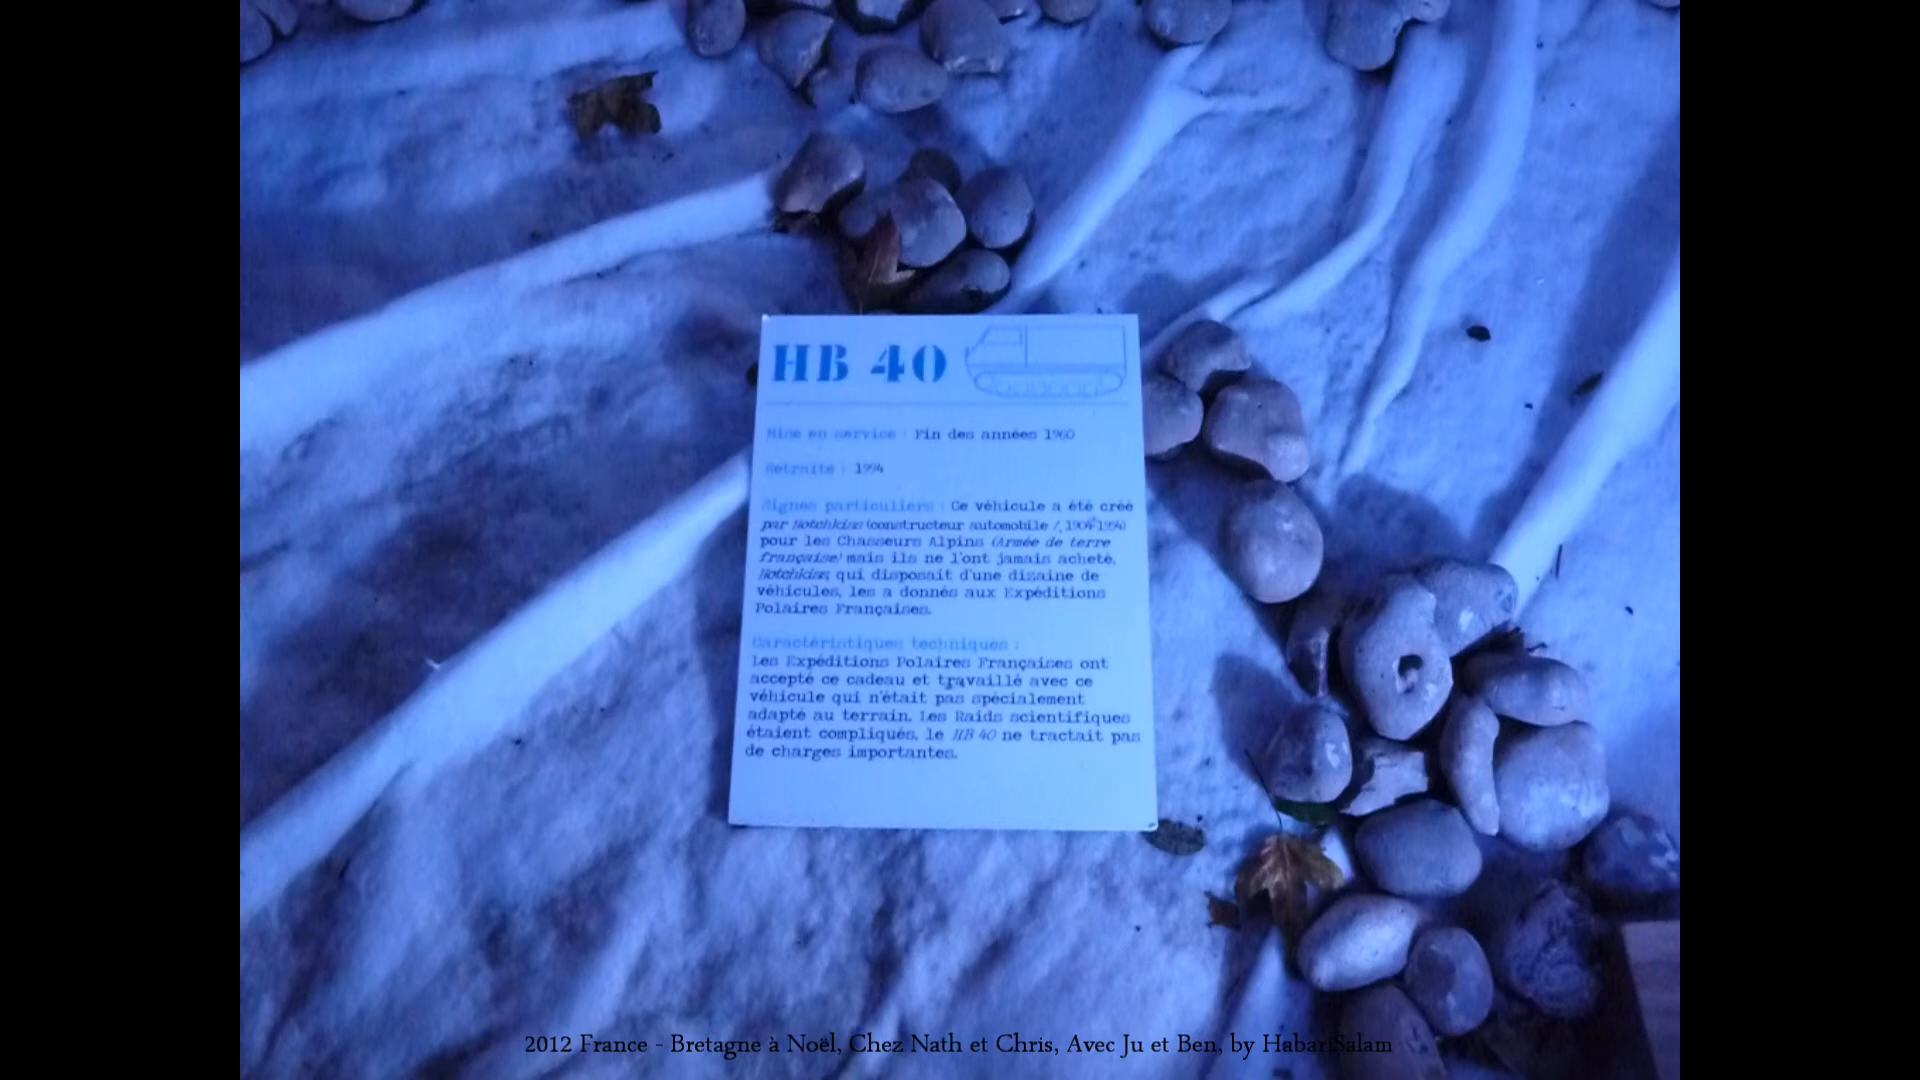 HB 40
Mise en service : Fin des années 1960
Retraite : 1994
Signes particuliers : Ce véhicule a été créé
par Hotchkiss (constructeur automobile
pour les Chasseurs Alpins (Armée de terre
française) mais ils ne l'ont jamais acheté.
Hotchkiss, qui disposait d'une dizaine de
véhicules, les a donnés aux Expéditions
Polaires Françaises.
Caractéristiques techniques :
Les Expéditions Polaires Françaises ont
accepté ce cadeau et travaillé avec ce
véhicule qui n'était pas spécialement
adapté au terrain. Les Raids scientifiques
étaient compliqués, le HB 40 ne tractait pas
de charges importantes.
2012 France - Bretagne à Noël, Chez Nath et Chris, Avec Ju et Ben, by HabariSalam